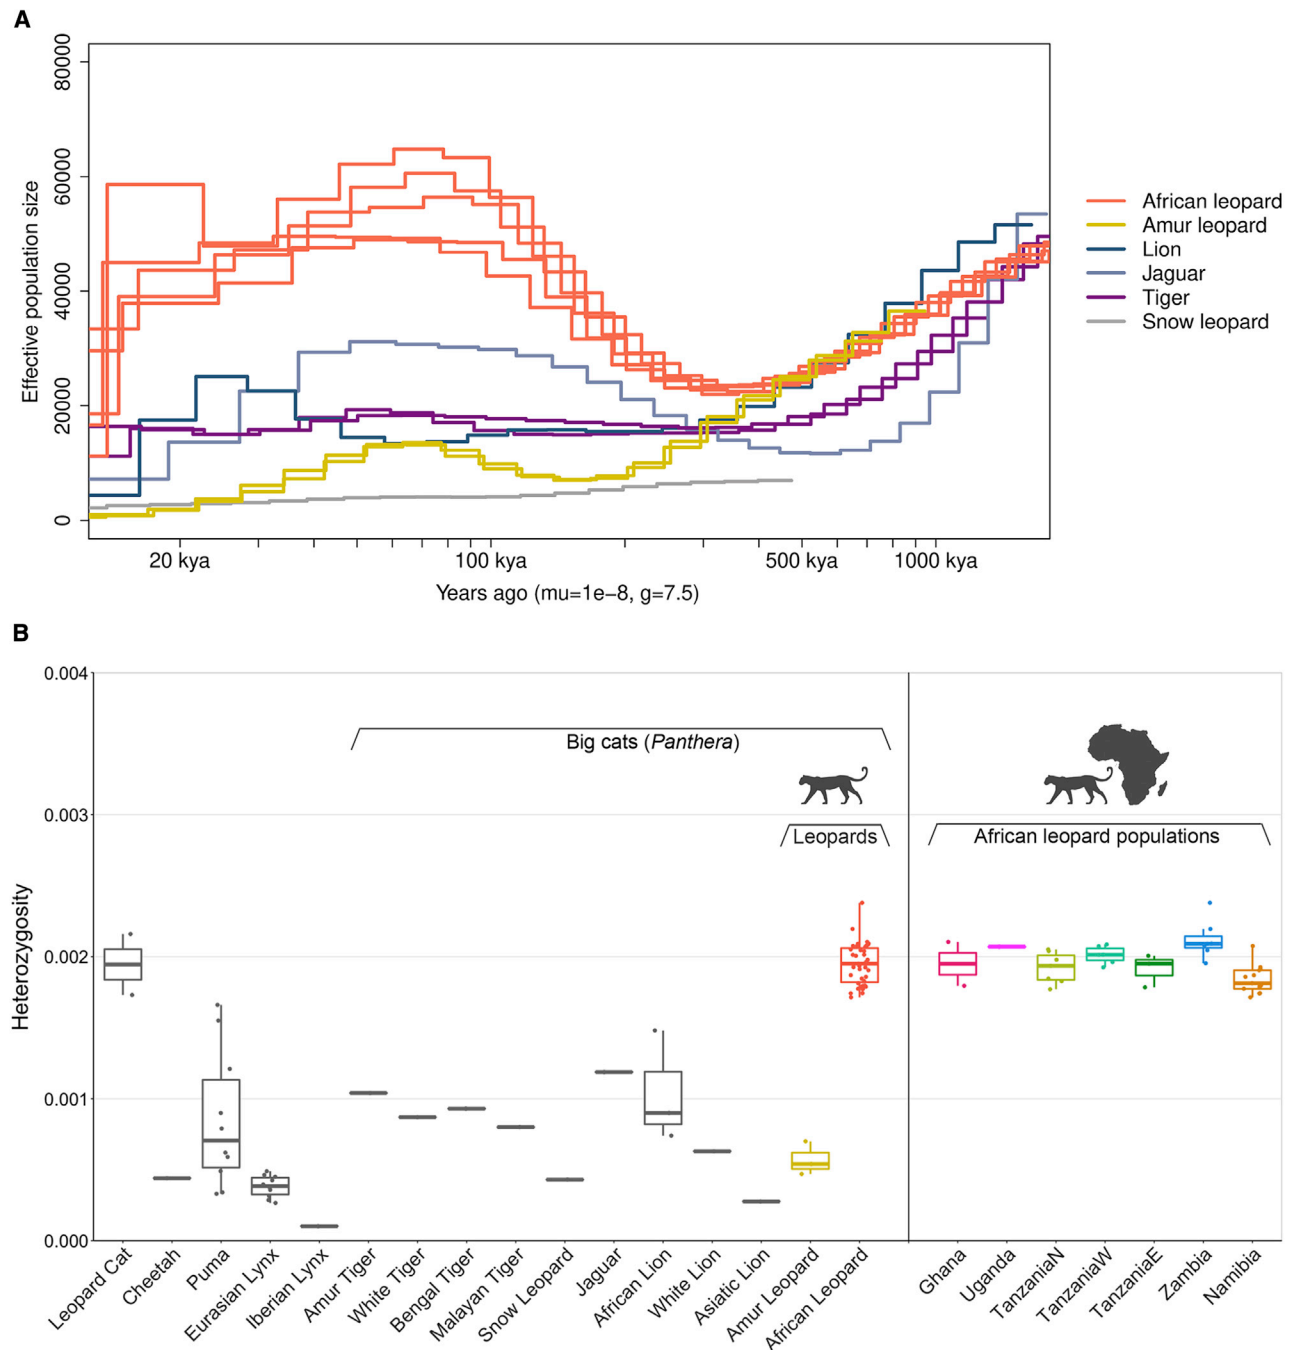 A
Effective population size
80000
60000
40000
20000
0
20 kya
100 kya
500 kya
1000 kya
Years ago (mu=1e−8, g=7.5)
African leopard
Amur leopard
Lion
Jaguar
Tiger
Snow leopard
B
Heterozygosity
0.004
0.003
0.002
0.001
0.000
Big cats (Panthera)
Leopards
African leopard populations
Leopard Cat
Cheetah
Puma
Eurasian Lynx
Iberian Lynx
Amur Tiger
White Tiger
Bengal Tiger
Malayan Tiger
Snow Leopard
Jaguar
African Lion
White Lion
Asiatic Lion
Amur Leopard
African Leopard
Ghana
Uganda
TanzaniaN
TanzaniaW
TanzaniaE
Zambia
Namibia